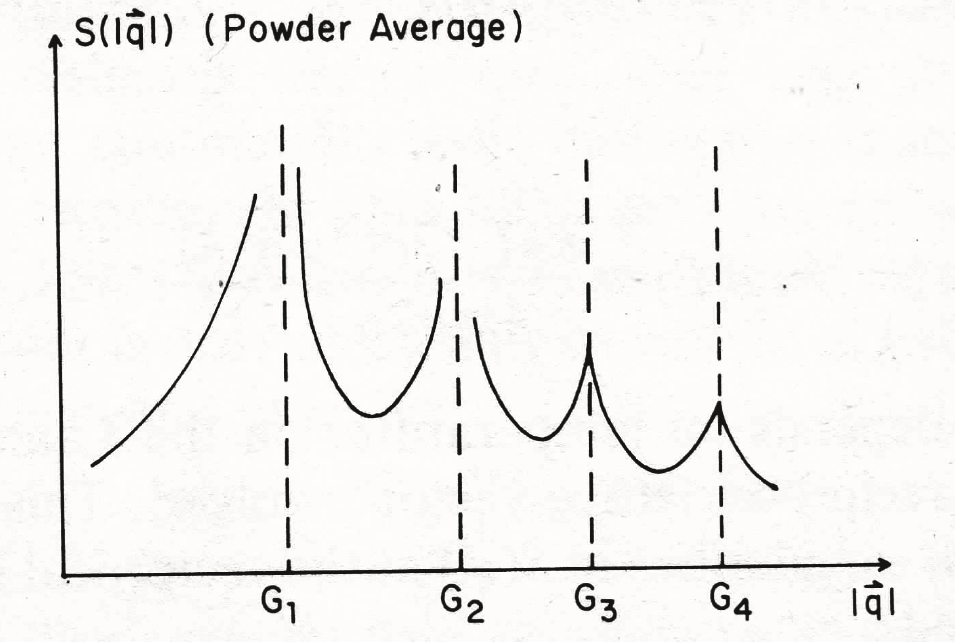 S(|q⃗|) (Powder Average)
G₁ G₂ G₃ G₄ |q⃗|